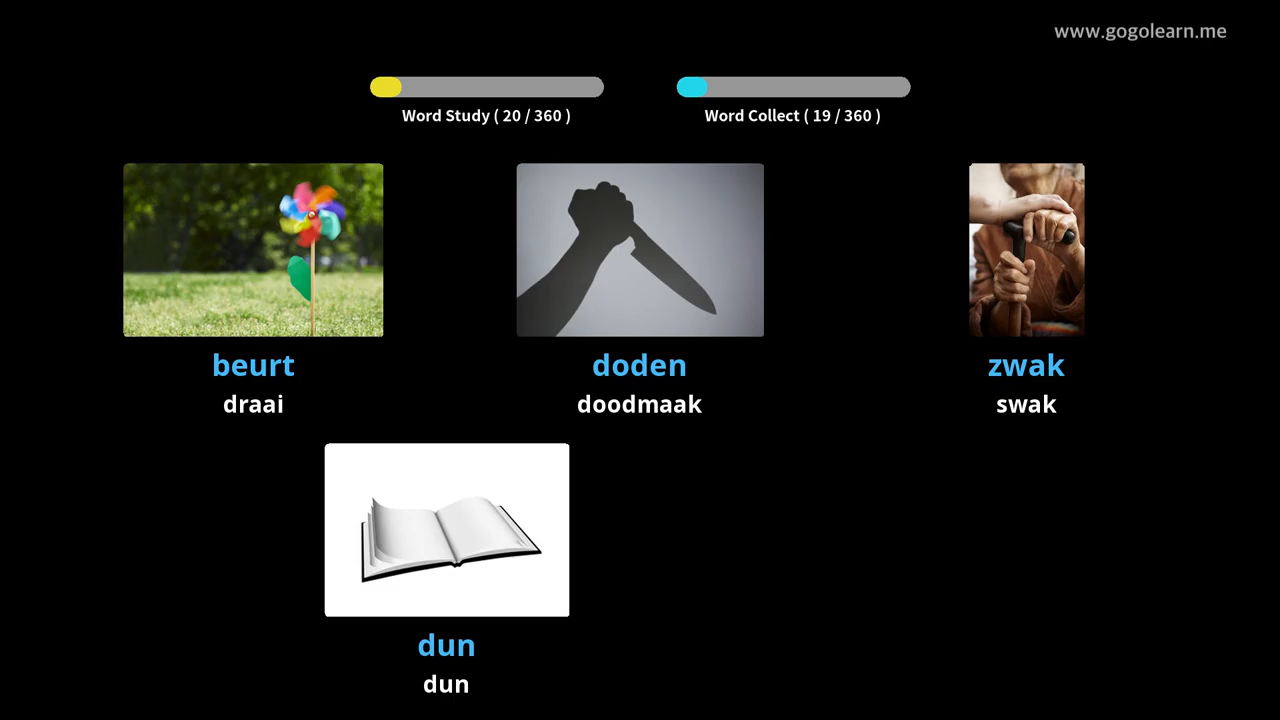 www.gogolearn.me
Word Study ( 20 / 360 )
Word Collect ( 19 / 360 )
beurt
draai
doden
doodmaak
zwak
swak
dun
dun